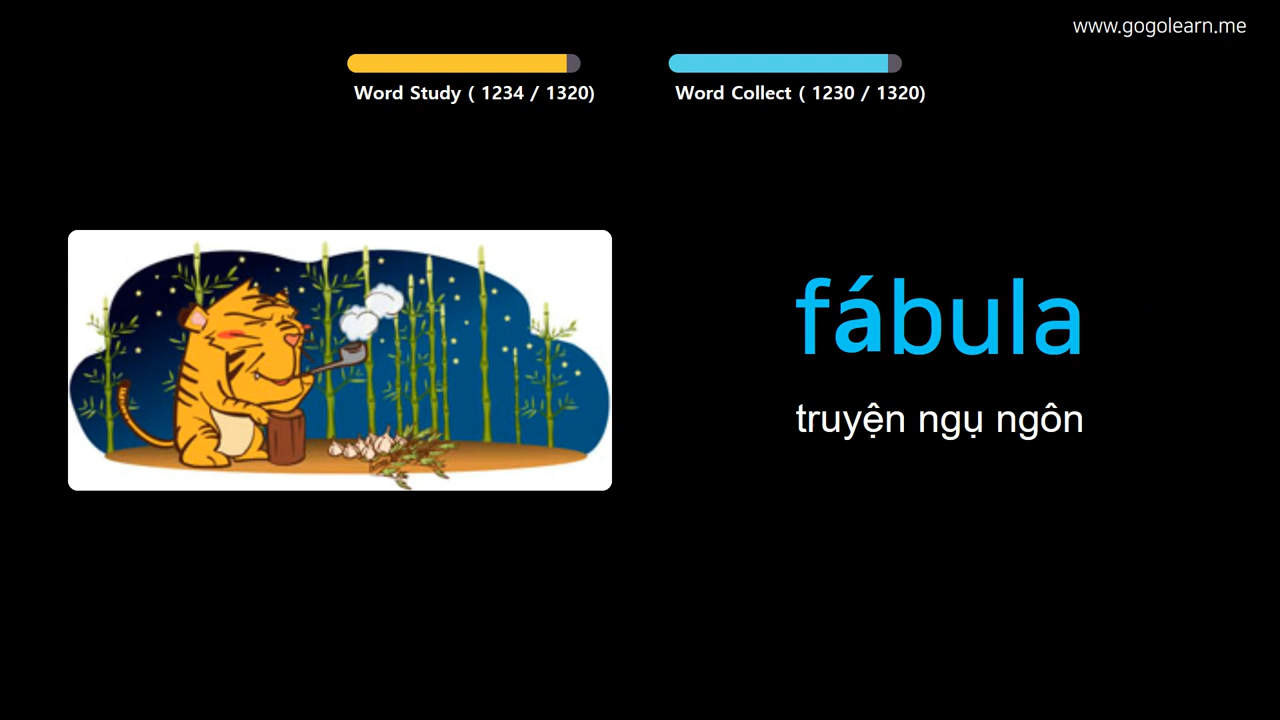 www.gogolearn.me
Word Study ( 1234 / 1320)
Word Collect ( 1230 / 1320)
fábula
truyện ngụ ngôn